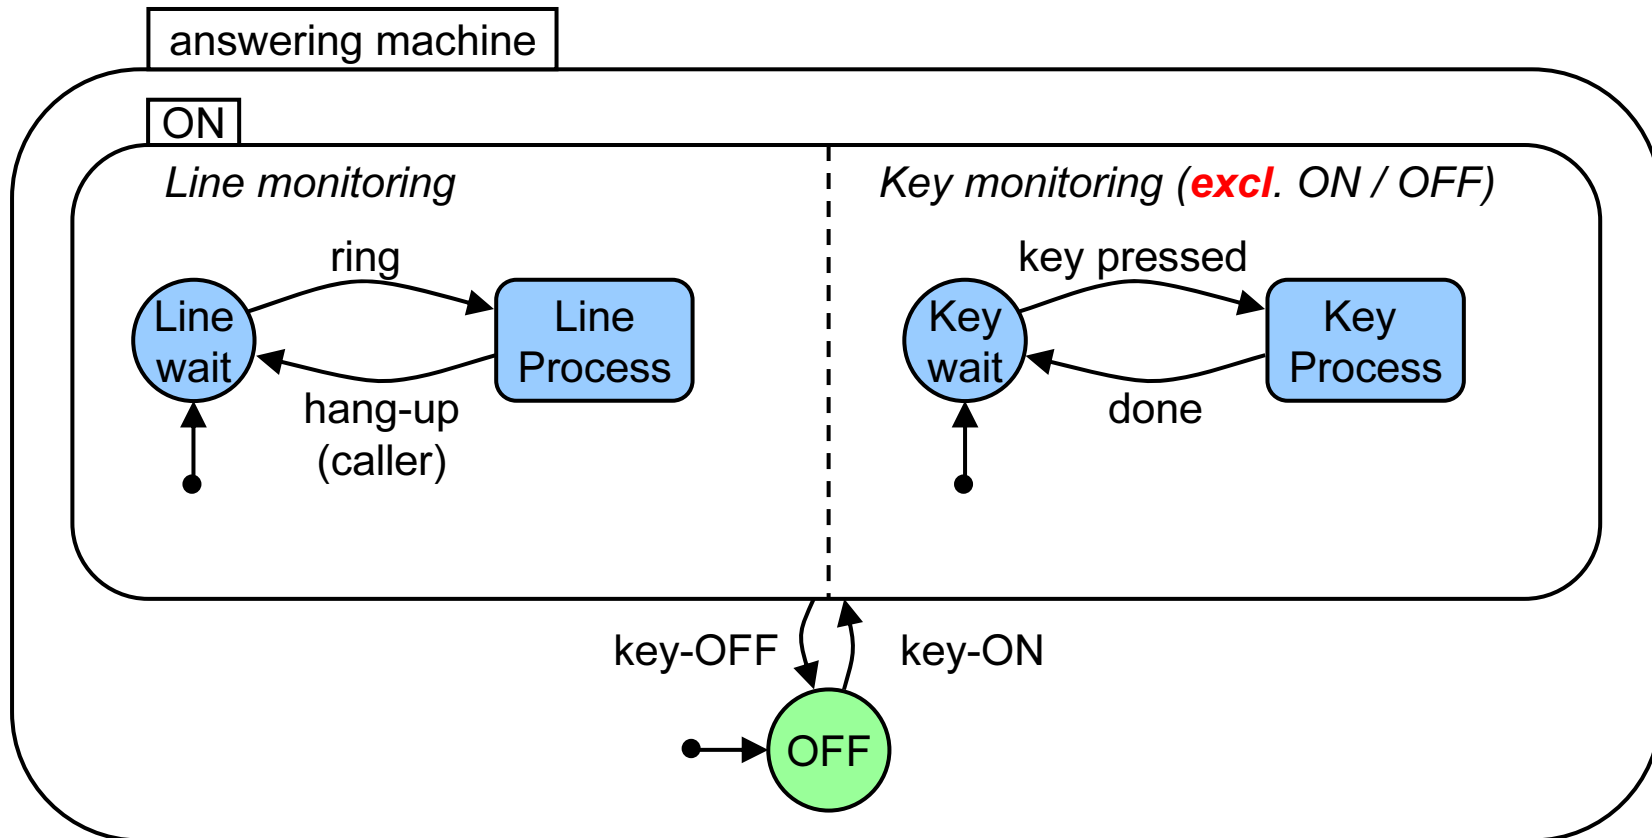 answering machine
ON
Line monitoring
Key monitoring (excl. ON / OFF)
ring
key pressed
Line
wait
Line
Process
Key
wait
Key
Process
hang-up
(caller)
done
key-OFF
key-ON
OFF